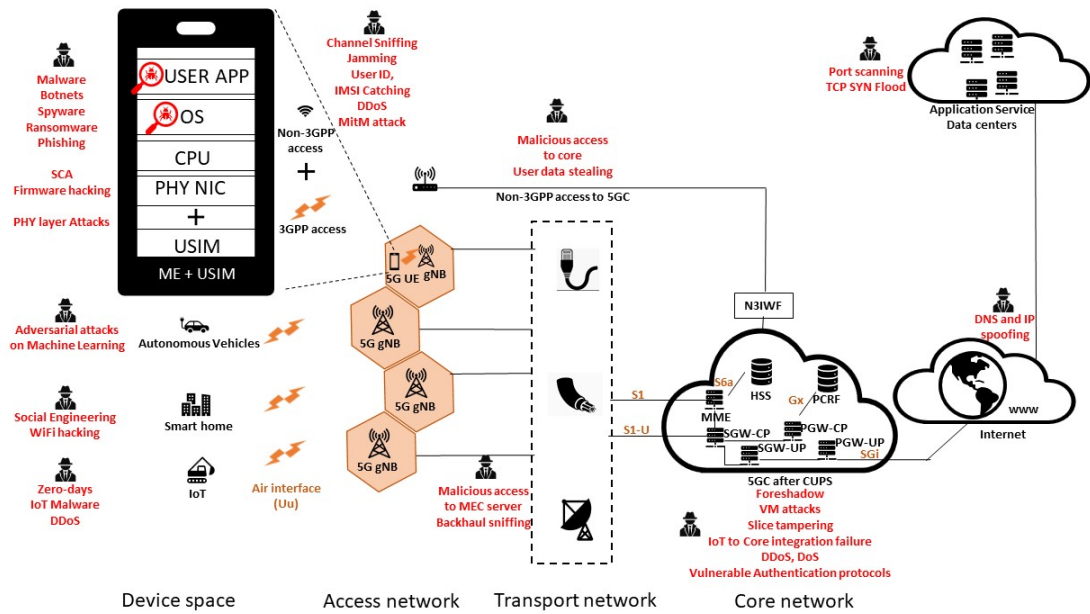 Malware
Botnets
Spyware
Ransomware
Phishing
SCA
Firmware hacking
PHY layer Attacks
USER APP
OS
CPU
PHY NIC
+
USIM
ME + USIM
Channel Sniffing
Jamming
User ID,
IMSI Catching
DDoS
MitM attack
Non-3GPP
access
+
3GPP access
Malicious access
to core
User data stealing
Non-3GPP access to 5GC
Port scanning
TCP SYN Flood
Application Service
Data centers
5G UE
gNB
5G gNB
5G gNB
5G gNB
Adversarial attacks
on Machine Learning
Autonomous Vehicles
Social Engineering
WiFi hacking
Smart home
Zero-days
IoT Malware
DDoS
IoT
Air interface
(Uu)
Malicious access
to MEC server
Backhaul sniffing
N3IWF
DNS and IP
spoofing
www
Internet
S1
S1-U
S6a
HSS
Gx
PCRF
MME
SGW-CP
PGW-CP
SGW-UP
PGW-UP
SGi
5GC after CUPS
Foreshadow
VM attacks
Slice tampering
IoT to Core integration failure
DDoS, DoS
Vulnerable Authentication protocols
Device space
Access network
Transport network
Core network